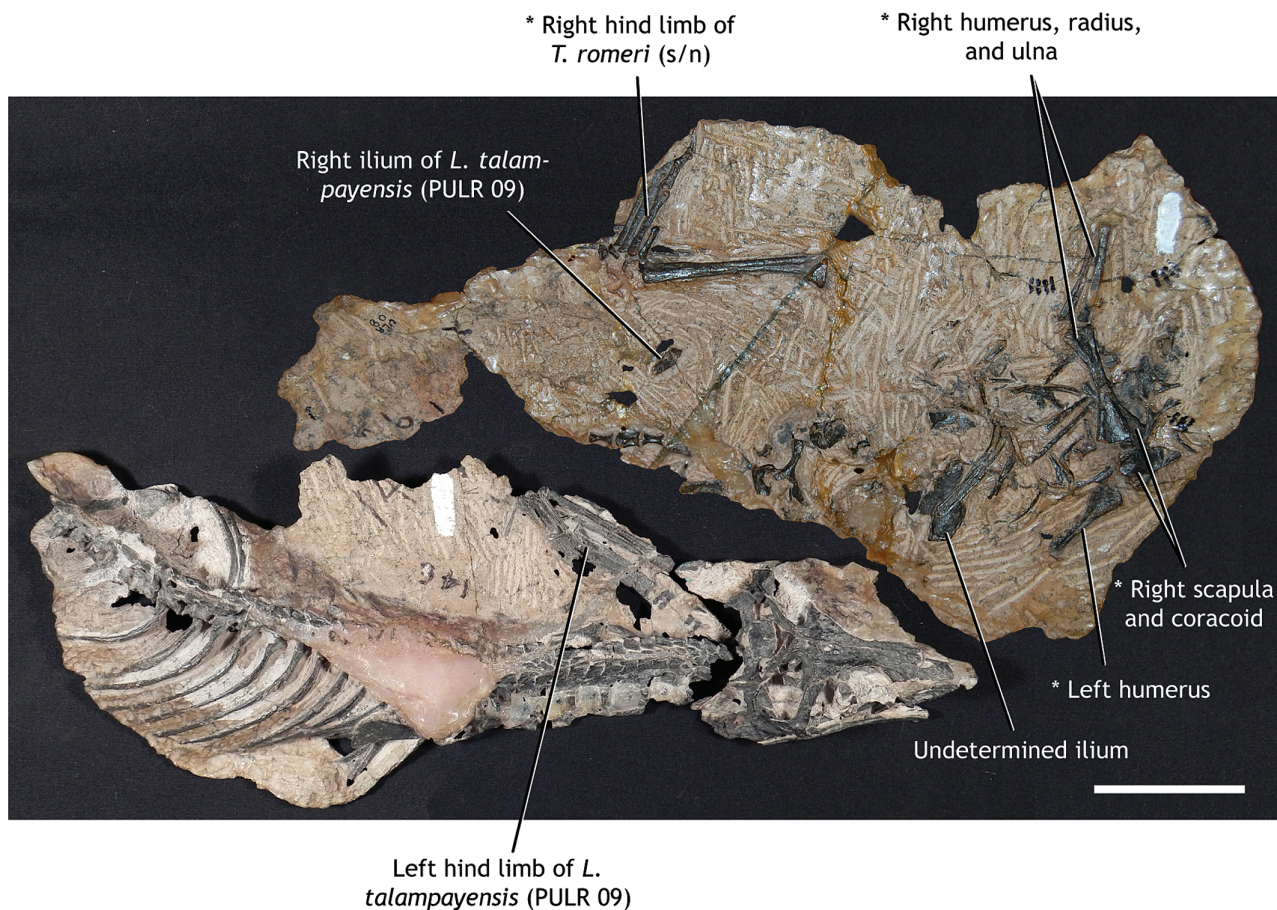 * Right hind limb of
T. romeri (s/n)
* Right humerus, radius,
and ulna
Right ilium of L. talam-
payensis (PULR 09)
* Right scapula
and coracoid
* Left humerus
Undetermined ilium
Left hind limb of L.
talampayensis (PULR 09)